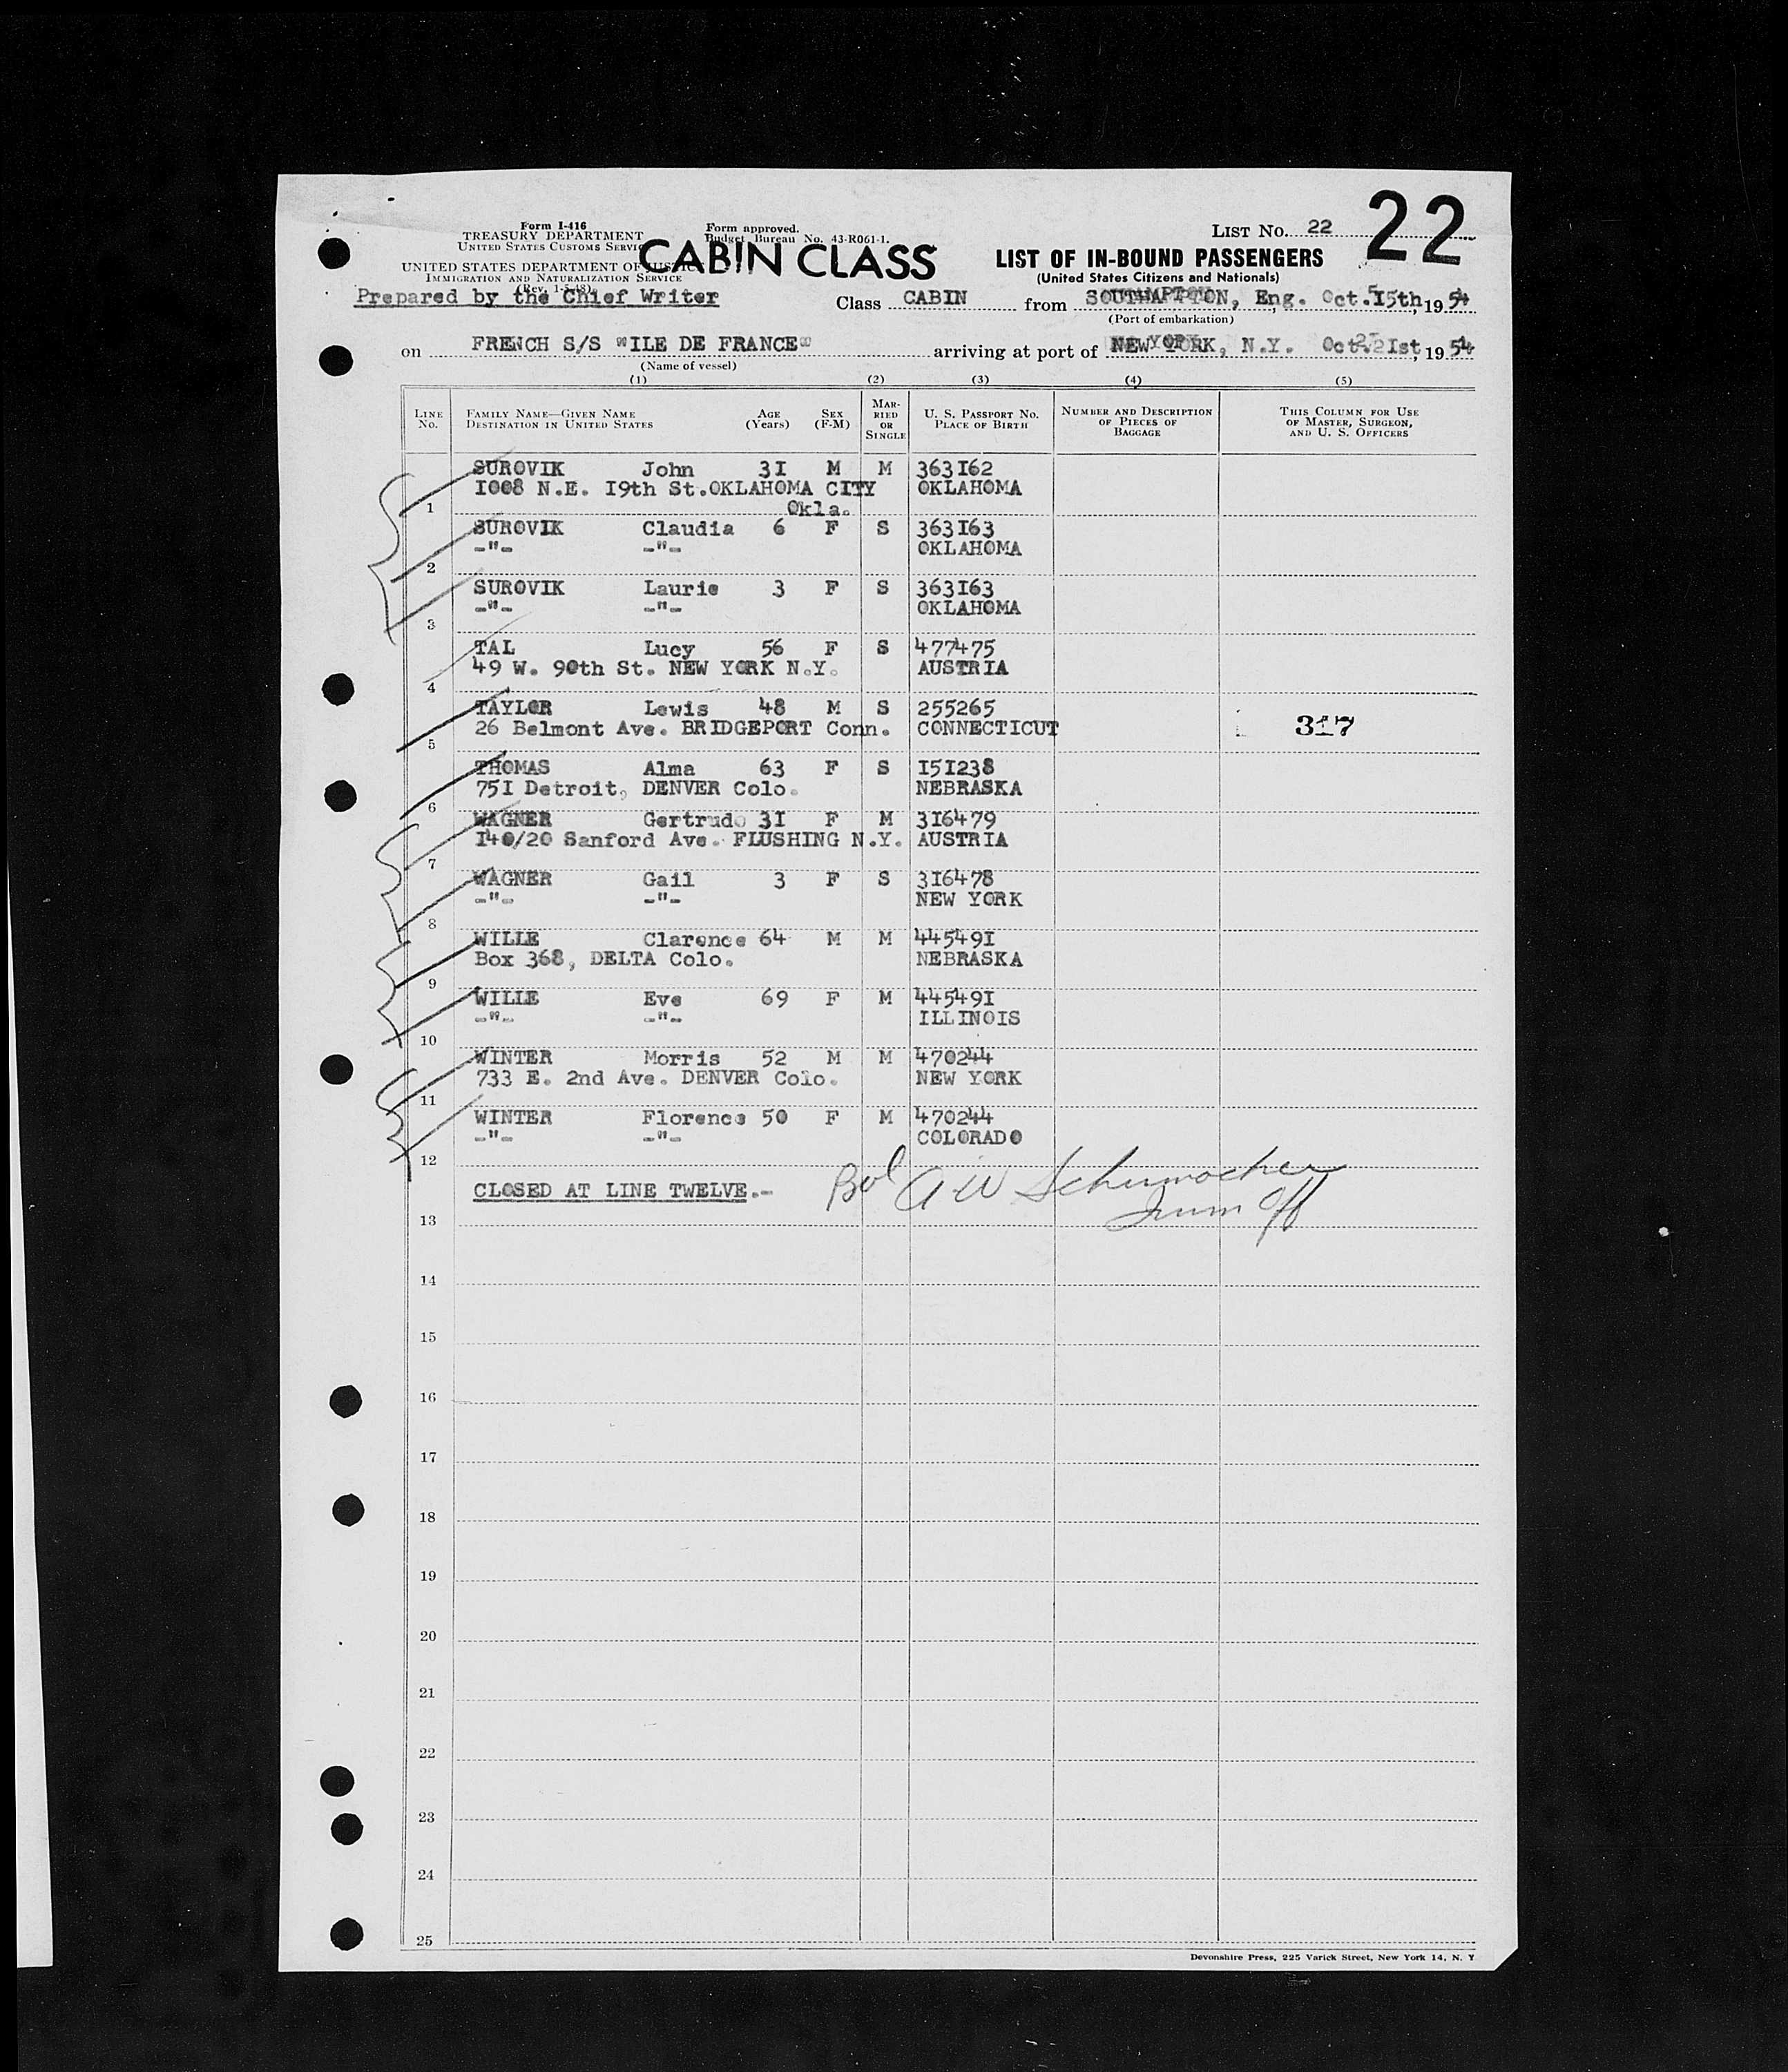 22
Form I-416
TREASURY DEPARTMENT
UNITED STATES CUSTOMS SERVICE
Form approved.
Budget Bureau No. 43-R061-1.
LIST No. 22
CABIN CLASS
LIST OF IN-BOUND PASSENGERS
(United States Citizens and Nationals)
UNITED STATES DEPARTMENT OF JUSTICE
IMMIGRATION AND NATURALIZATION SERVICE
(Rev. 1-5-48)
Prepared by the Chief Writer
Class CABIN from SOUTHAMPTON, Eng. Oct. 15th, 19 54
(Port of embarkation)
on FRENCH S/S "ILE DE FRANCE" arriving at port of NEW YORK, N.Y. Oct. 21st, 19 54
(Name of vessel)
(1) (2) (3) (4) (5)
LINE No. FAMILY NAME—GIVEN NAME DESTINATION IN UNITED STATES AGE (Years) SEX (F-M) MARRIED OR SINGLE U. S. PASSPORT NO. PLACE OF BIRTH NUMBER AND DESCRIPTION OF PIECES OF BAGGAGE THIS COLUMN FOR USE OF MASTER, SURGEON, AND U. S. OFFICERS
SUROVIK John 31 M M 363162
1008 N.E. 19th St. OKLAHOMA CITY OKLAHOMA
1 Okla.
SUROVIK Claudia 6 F S 363163
-"- -"- OKLAHOMA
2
SUROVIK Laurie 3 F S 363163
-"- -"- OKLAHOMA
3
TAL Lucy 56 F S 477475
49 W. 90th St. NEW YORK N.Y. AUSTRIA
4
TAYLOR Lewis 48 M S 255265
26 Belmont Ave. BRIDGEPORT Conn. CONNECTICUT 317
5
THOMAS Alma 63 F S 151238
751 Detroit, DENVER Colo. NEBRASKA
6
WAGNER Gertrude 31 F M 316479
140/20 Sanford Ave. FLUSHING N.Y. AUSTRIA
7
WAGNER Gail 3 F S 316478
-"- -"- NEW YORK
8
WILLE Clarence 64 M M 445491
Box 368, DELTA Colo. NEBRASKA
9
WILLE Eve 69 F M 445491
-"- -"- ILLINOIS
10
WINTER Morris 52 M M 470244
733 E. 2nd Ave. DENVER Colo. NEW YORK
11
WINTER Florence 50 F M 470244
-"- -"- COLORADO
12
CLOSED AT LINE TWELVE.- A W Schumacher
13 Imm Off
14
15
16
17
18
19
20
21
22
23
24
25
Devonshire Press, 225 Varick Street, New York 14, N. Y.